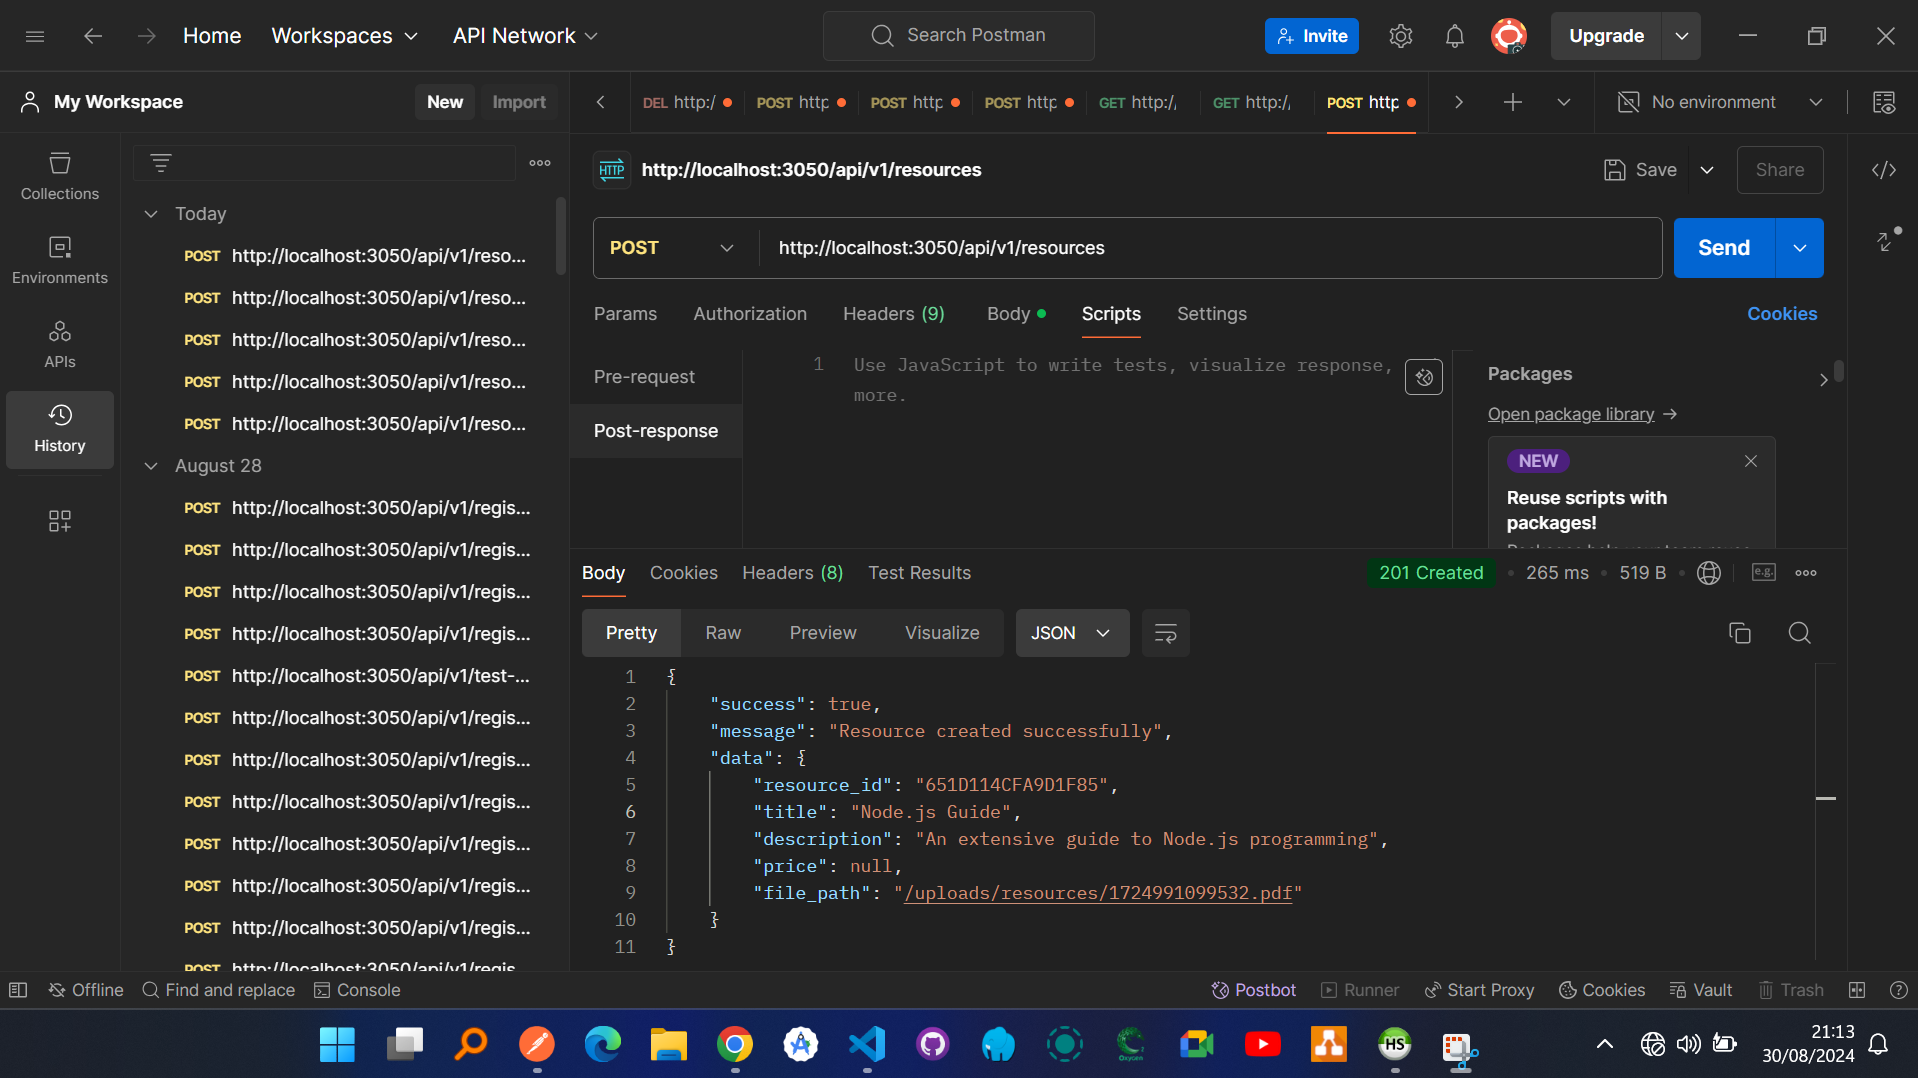 Home
Workspaces
API Network
Search Postman
Invite
Upgrade
My Workspace
New
Import
DEL http:/
POST http
POST http
POST http
GET http:/
GET http:/
POST http
No environment
Collections
Environments
APIs
History
Today
POST http://localhost:3050/api/v1/reso...
POST http://localhost:3050/api/v1/reso...
POST http://localhost:3050/api/v1/reso...
POST http://localhost:3050/api/v1/reso...
POST http://localhost:3050/api/v1/reso...
August 28
POST http://localhost:3050/api/v1/regis...
POST http://localhost:3050/api/v1/regis...
POST http://localhost:3050/api/v1/regis...
POST http://localhost:3050/api/v1/regis...
POST http://localhost:3050/api/v1/test-...
POST http://localhost:3050/api/v1/regis...
POST http://localhost:3050/api/v1/regis...
POST http://localhost:3050/api/v1/regis...
POST http://localhost:3050/api/v1/regis...
POST http://localhost:3050/api/v1/regis...
POST http://localhost:3050/api/v1/regis...
POST http://localhost:3050/api/v1/regis
HTTP http://localhost:3050/api/v1/resources
Save
Share
POST
http://localhost:3050/api/v1/resources
Send
Params
Authorization
Headers (9)
Body
Scripts
Settings
Cookies
Pre-request
Post-response
1 Use JavaScript to write tests, visualize response,
more.
Packages
Open package library →
NEW
Reuse scripts with
packages!
Body
Cookies
Headers (8)
Test Results
201 Created
265 ms
519 B
e.g.
Pretty
Raw
Preview
Visualize
JSON
1 {
2 "success": true,
3 "message": "Resource created successfully",
4 "data": {
5 "resource_id": "651D114CFA9D1F85",
6 "title": "Node.js Guide",
7 "description": "An extensive guide to Node.js programming",
8 "price": null,
9 "file_path": "/uploads/resources/1724991099532.pdf"
10 }
11 }
Offline
Find and replace
Console
Postbot
Runner
Start Proxy
Cookies
Vault
Trash
HS
21:13
30/08/2024